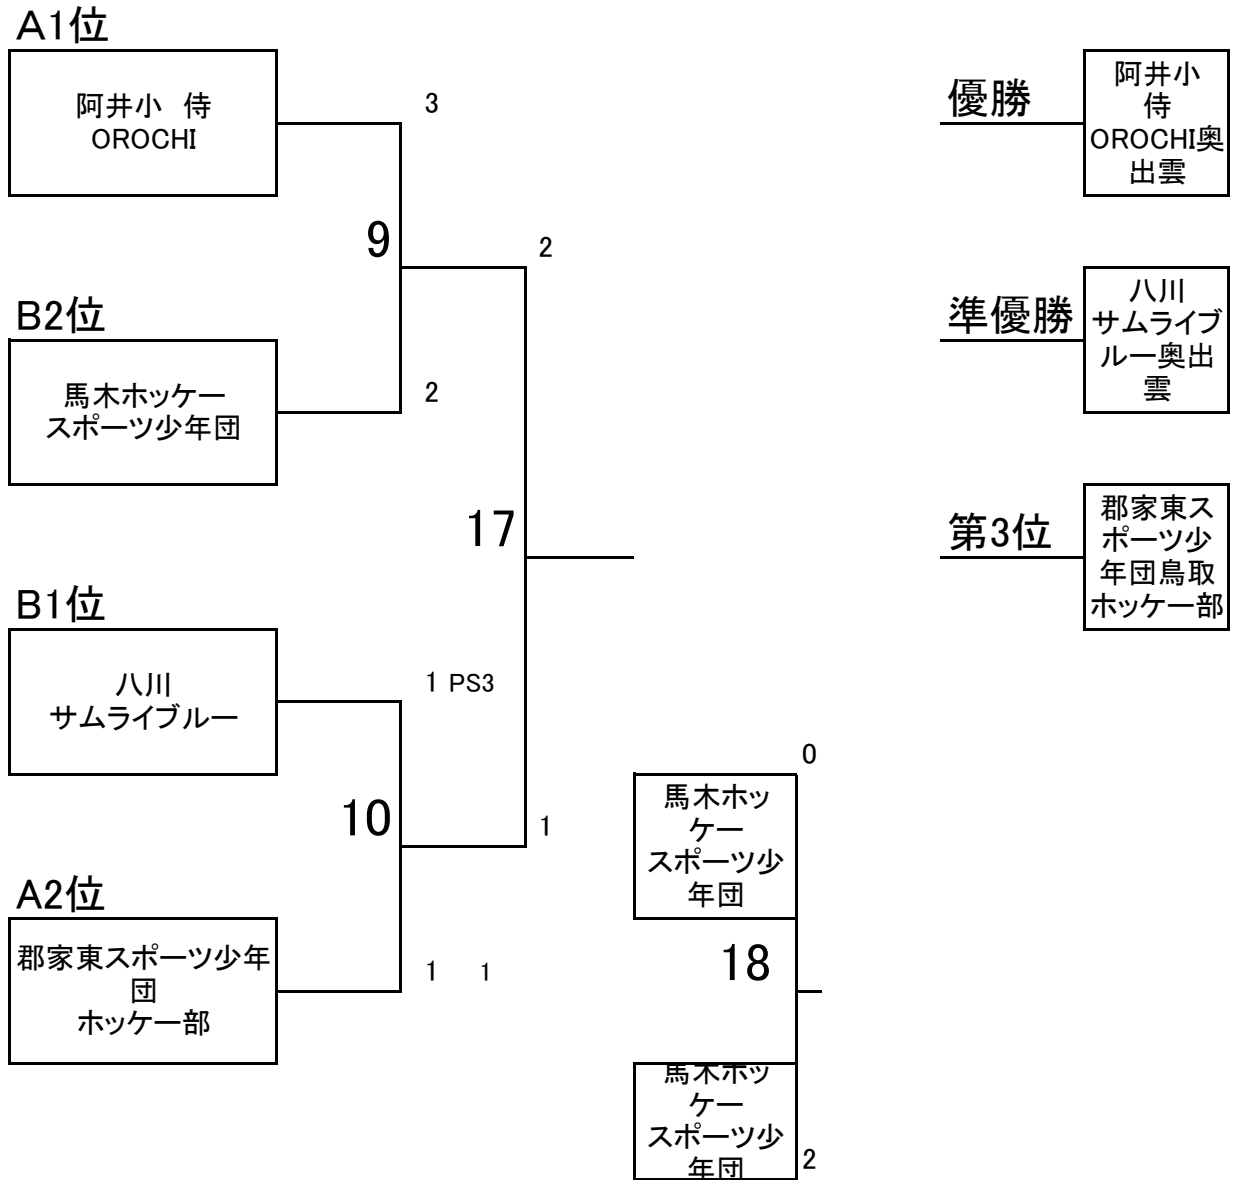 A1位
阿井小　侍
OROCHI
3
9
2
B2位
馬木ホッケー
スポーツ少年団
2
17
B1位
八川
サムライブルー
1 PS3
10
1
A2位
郡家東スポーツ少年
団
ホッケー部
1 1
0
馬木ホッ
ケー
スポーツ少
年団
18
馬木ホッ
ケー
スポーツ少
年団
2
優勝
阿井小
侍
OROCHI奥
出雲
準優勝
八川
サムライブ
ルー奥出
雲
第3位
郡家東ス
ポーツ少
年団鳥取
ホッケー部